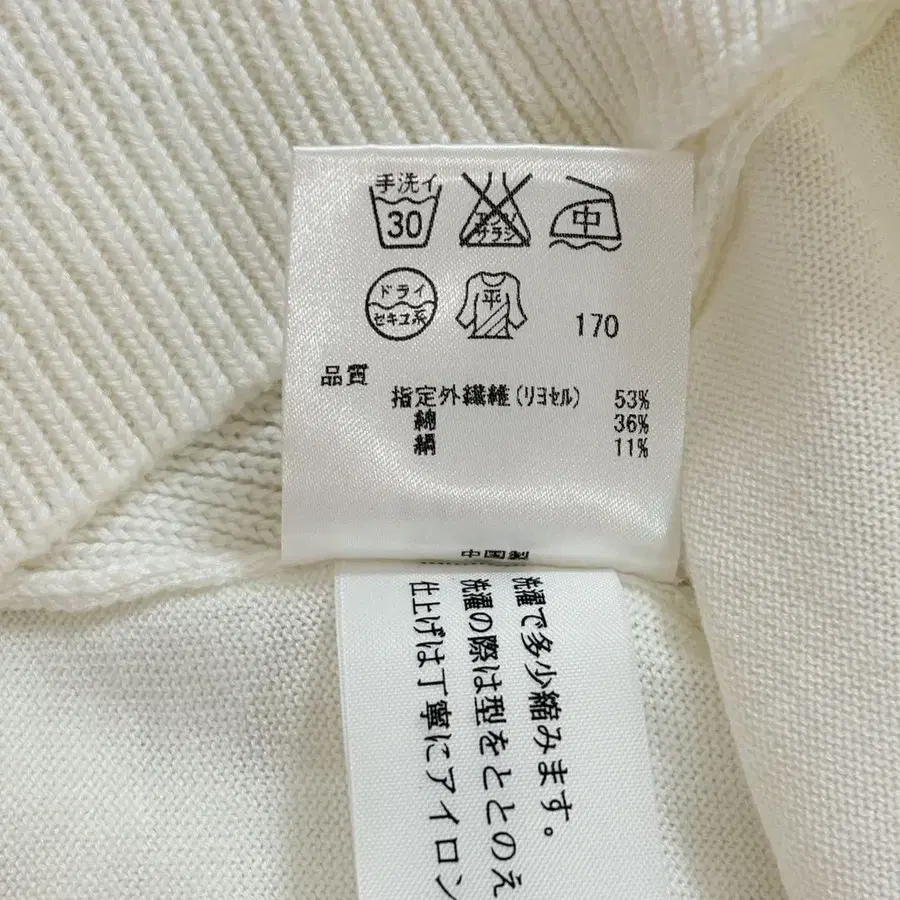 手洗イ
30
エンソ
サラシ
中
ドライ
セキユ系
平
170
品質
指定外繊維(リヨセル) 53%
綿 36%
絹 11%
中国製
洗濯で多少縮みます。
洗濯の際は型をととのえ
仕上げは丁寧にアイロン